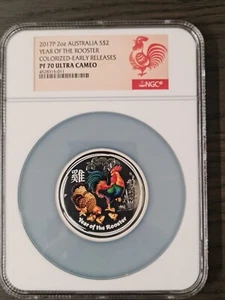 2017P 2oz AUSTRALIA S$2
YEAR OF THE ROOSTER
COLORIZED-EARLY RELEASES
PF 70 ULTRA CAMEO
NGC
雞
Year of the Rooster